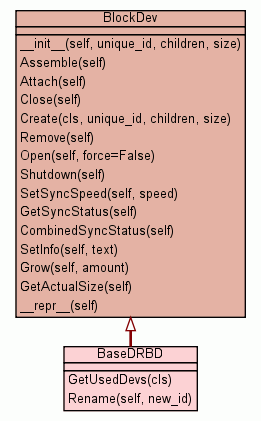 BlockDev
__init__(self, unique_id, children, size)
Assemble(self)
Attach(self)
Close(self)
Create(cls, unique_id, children, size)
Remove(self)
Open(self, force=False)
Shutdown(self)
SetSyncSpeed(self, speed)
GetSyncStatus(self)
CombinedSyncStatus(self)
SetInfo(self, text)
Grow(self, amount)
GetActualSize(self)
__repr__(self)
BaseDRBD
GetUsedDevs(cls)
Rename(self, new_id)